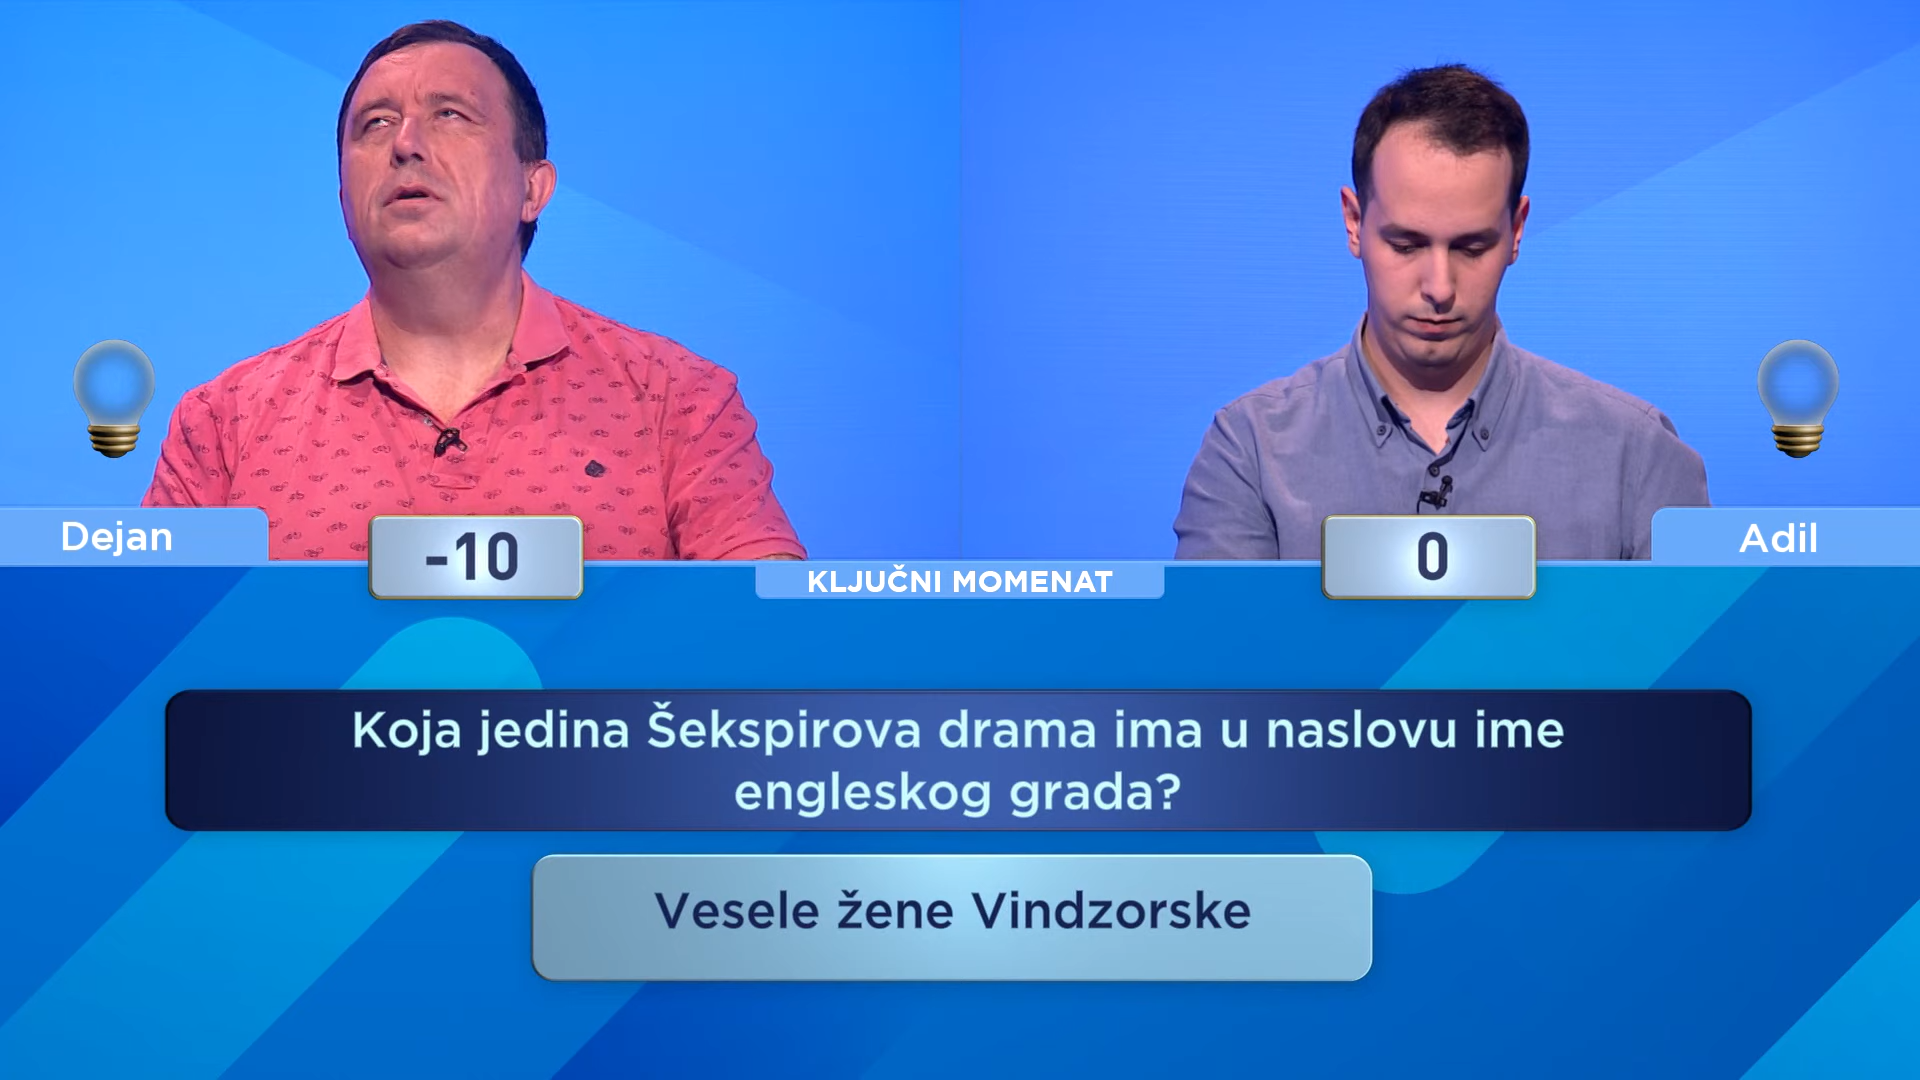 Dejan
-10
KLJUČNI MOMENAT
0
Adil
Koja jedina Šekspirova drama ima u naslovu ime
engleskog grada?
Vesele žene Vindzorske